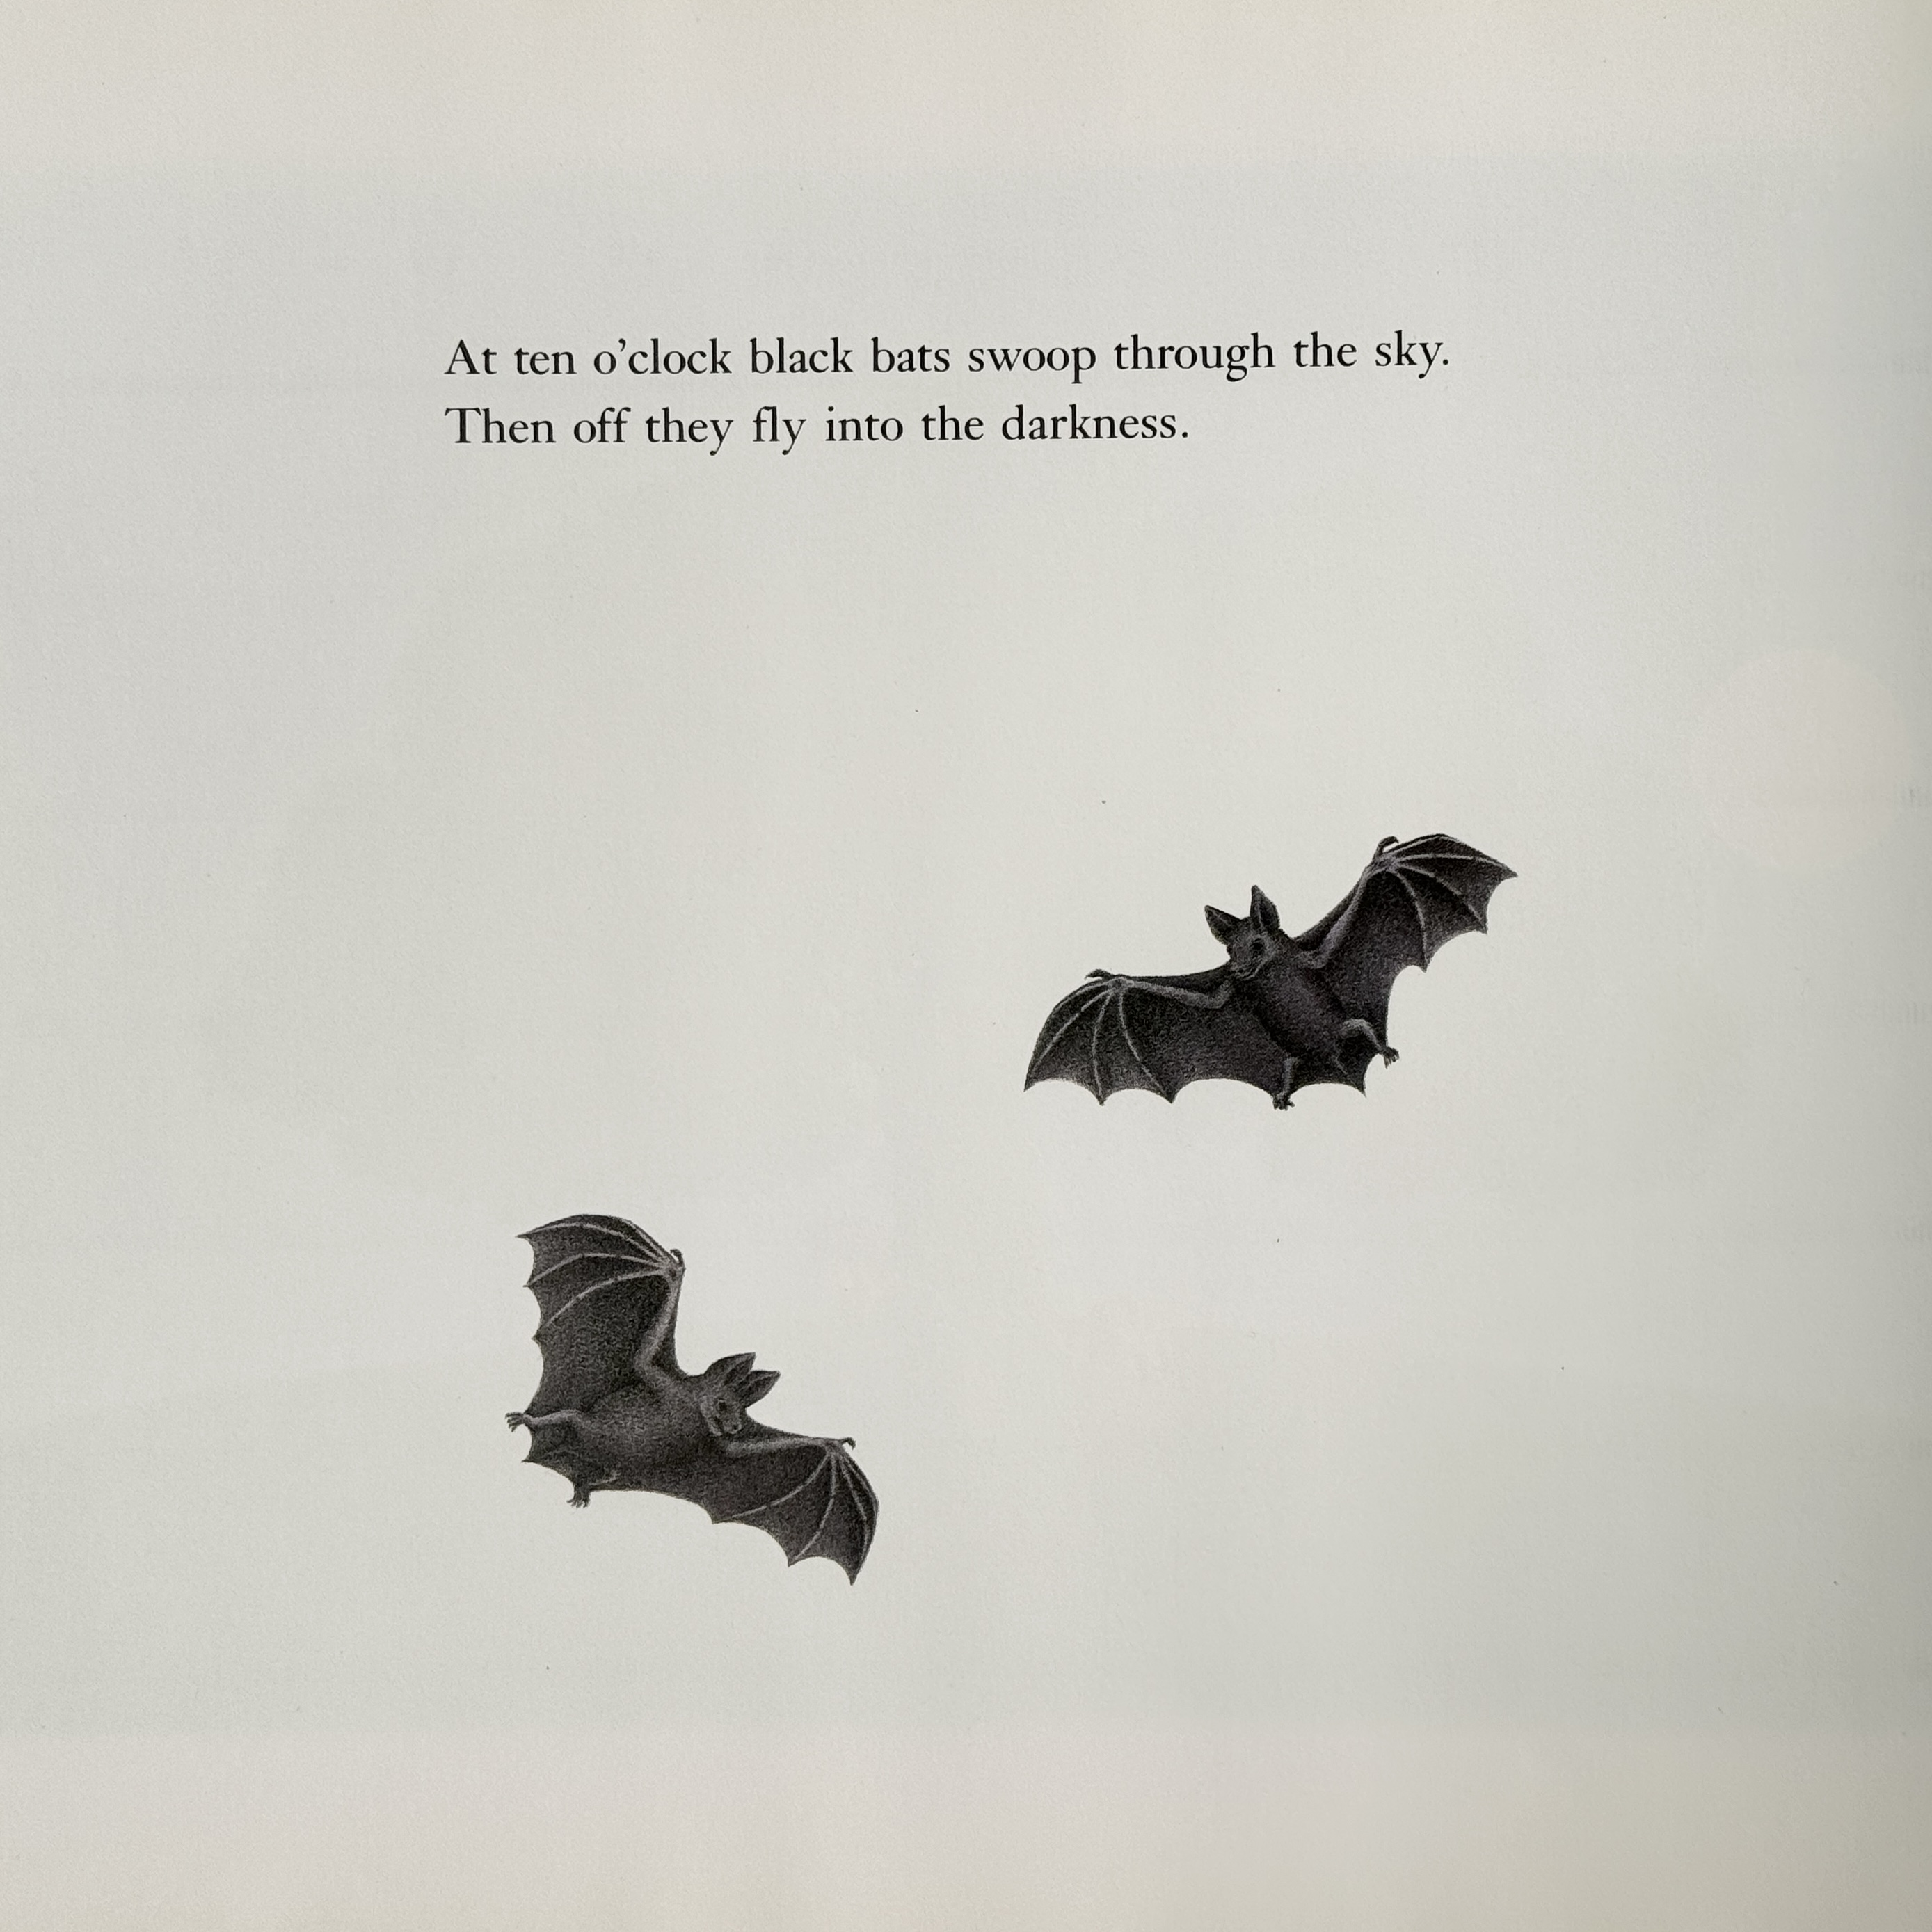 At ten o’clock black bats swoop through the sky.
Then off they fly into the darkness.